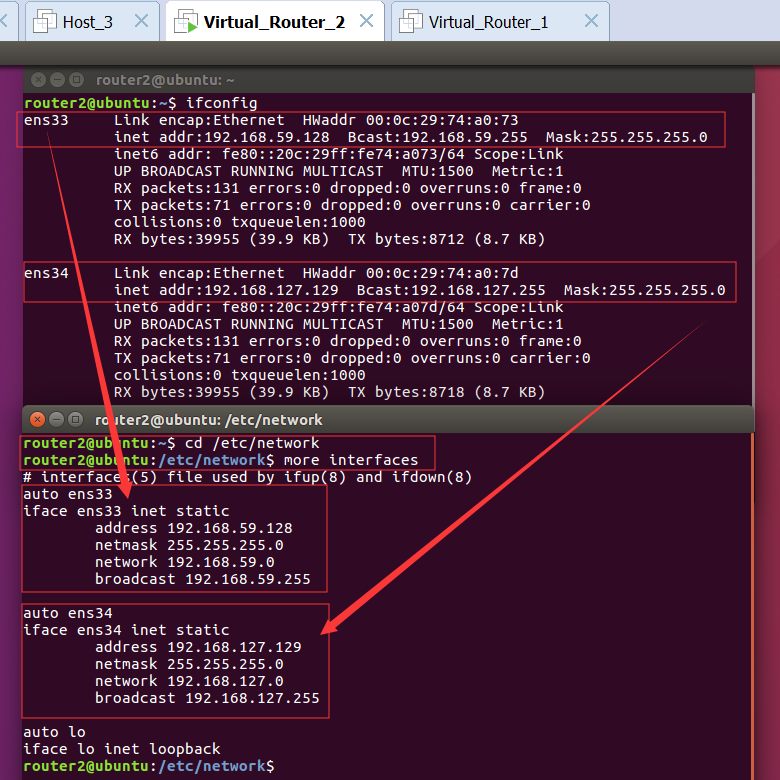 Host_3
Virtual_Router_2
Virtual_Router_1
router2@ubuntu: ~
router2@ubuntu:~$ ifconfig
ens33     Link encap:Ethernet  HWaddr 00:0c:29:74:a0:73
          inet addr:192.168.59.128  Bcast:192.168.59.255  Mask:255.255.255.0
          inet6 addr: fe80::20c:29ff:fe74:a073/64 Scope:Link
          UP BROADCAST RUNNING MULTICAST  MTU:1500  Metric:1
          RX packets:131 errors:0 dropped:0 overruns:0 frame:0
          TX packets:71 errors:0 dropped:0 overruns:0 carrier:0
          collisions:0 txqueuelen:1000
          RX bytes:39955 (39.9 KB)  TX bytes:8712 (8.7 KB)
ens34     Link encap:Ethernet  HWaddr 00:0c:29:74:a0:7d
          inet addr:192.168.127.129  Bcast:192.168.127.255  Mask:255.255.255.0
          inet6 addr: fe80::20c:29ff:fe74:a07d/64 Scope:Link
          UP BROADCAST RUNNING MULTICAST  MTU:1500  Metric:1
          RX packets:131 errors:0 dropped:0 overruns:0 frame:0
          TX packets:71 errors:0 dropped:0 overruns:0 carrier:0
          collisions:0 txqueuelen:1000
          RX bytes:39955 (39.9 KB)  TX bytes:8718 (8.7 KB)
router2@ubuntu: /etc/network
router2@ubuntu:~$ cd /etc/network
router2@ubuntu:/etc/network$ more interfaces
# interfaces(5) file used by ifup(8) and ifdown(8)
auto ens33
iface ens33 inet static
        address 192.168.59.128
        netmask 255.255.255.0
        network 192.168.59.0
        broadcast 192.168.59.255
auto ens34
iface ens34 inet static
        address 192.168.127.129
        netmask 255.255.255.0
        network 192.168.127.0
        broadcast 192.168.127.255
auto lo
iface lo inet loopback
router2@ubuntu:/etc/network$